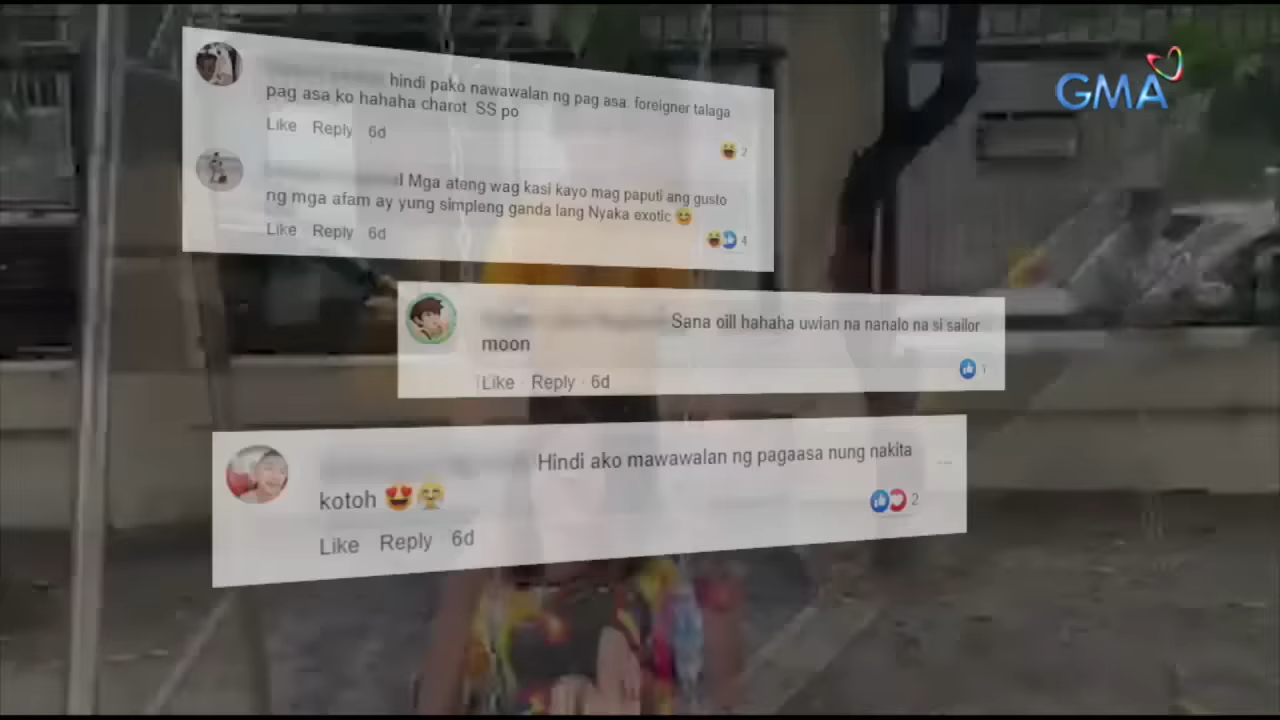 GMA
hindi pako nawawalan ng pag asa. foreigner talaga
pag asa ko hahaha charot SS po
Like Reply 6d
2
Mga ateng wag kasi kayo mag paputi ang gusto
ng mga afam ay yung simpleng ganda lang Nyaka exotic 😊
Like Reply 6d
4
Sana oill hahaha uwian na nanalo na si sailor
moon
Like · Reply · 6d
1
Hindi ako mawawalan ng pagaasa nung nakita
kotoh 😍😤
2
Like Reply 6d